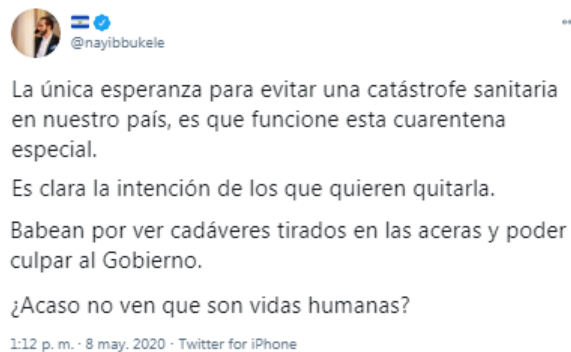 @nayibbukele
La única esperanza para evitar una catástrofe sanitaria
en nuestro país, es que funcione esta cuarentena
especial.
Es clara la intención de los que quieren quitarla.
Babean por ver cadáveres tirados en las aceras y poder
culpar al Gobierno.
¿Acaso no ven que son vidas humanas?
1:12 p. m. · 8 may. 2020 · Twitter for iPhone